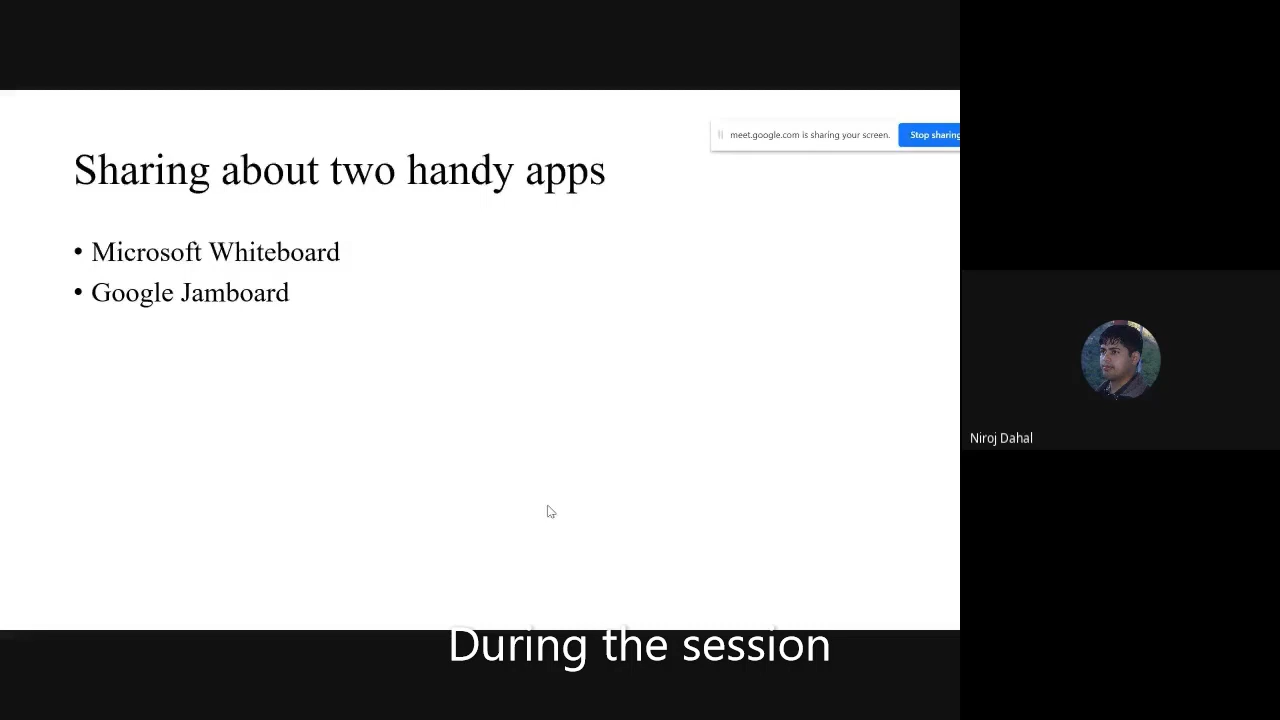 meet.google.com is sharing your screen.
Stop sharing
Sharing about two handy apps
• Microsoft Whiteboard
• Google Jamboard
Niroj Dahal
During the session